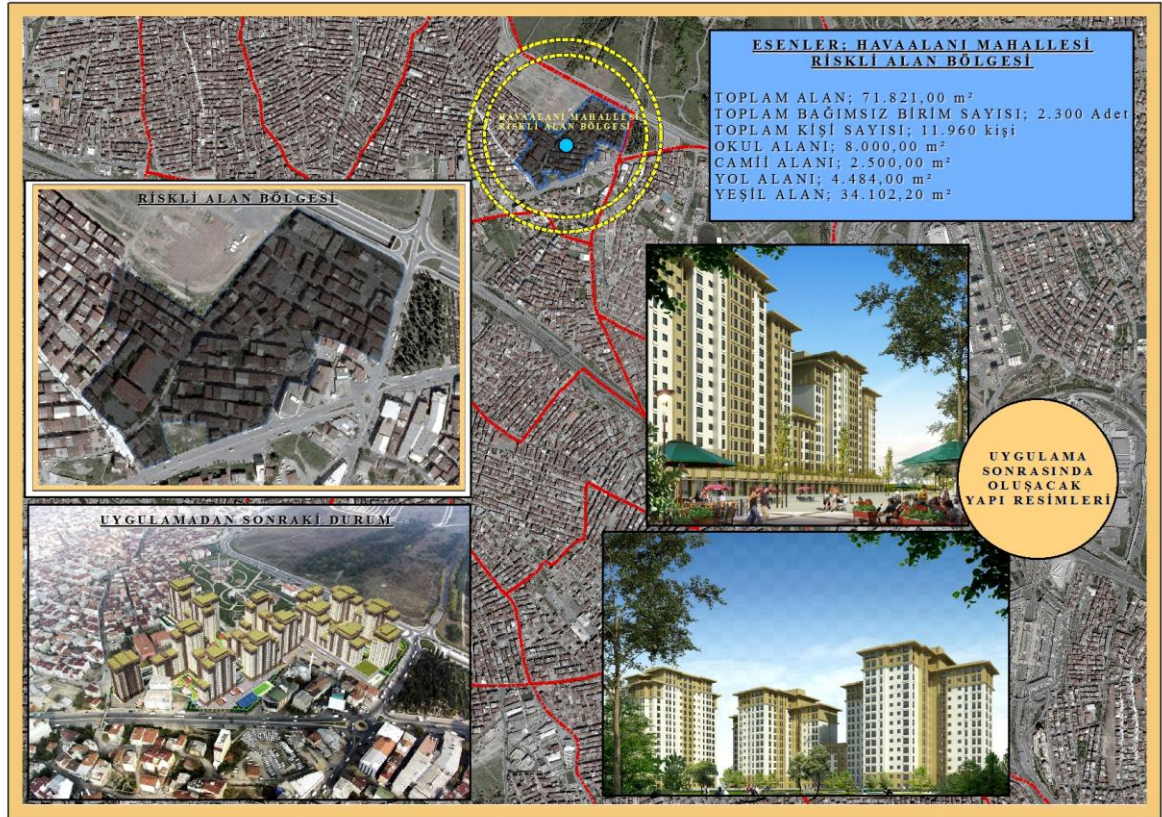 ESENLER; HAVAALANI MAHALLESİ
RİSKLİ ALAN BÖLGESİ
TOPLAM ALAN; 71.821,00 m²
TOPLAM BAĞIMSIZ BİRİM SAYISI; 2.300 Adet
TOPLAM KİŞİ SAYISI; 11.960 kişi
OKUL ALANI; 8.000,00 m²
CAMİİ ALANI; 2.500,00 m²
YOL ALANI; 4.484,00 m²
YEŞİL ALAN; 34.102,20 m²
HAVAALANI MAHALLESİ
RİSKLİ ALAN BÖLGESİ
RİSKLİ ALAN BÖLGESİ
UYGULAMA
SONRASINDA
OLUŞACAK
YAPI RESİMLERİ
UYGULAMADAN SONRAKİ DURUM